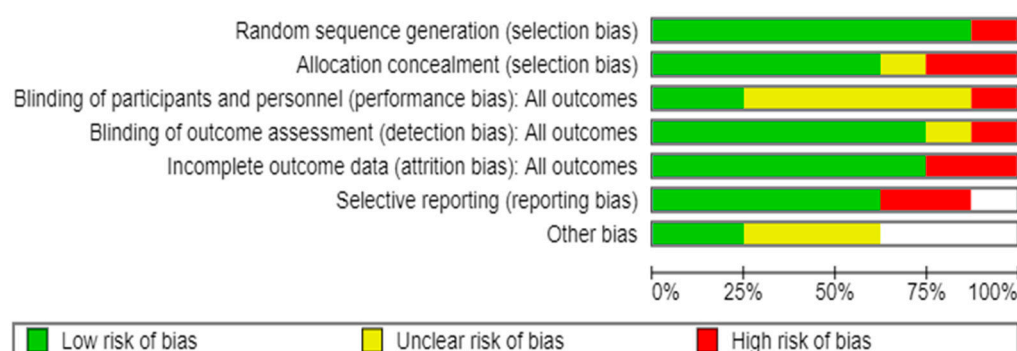 Random sequence generation (selection bias)
Allocation concealment (selection bias)
Blinding of participants and personnel (performance bias): All outcomes
Blinding of outcome assessment (detection bias): All outcomes
Incomplete outcome data (attrition bias): All outcomes
Selective reporting (reporting bias)
Other bias
0% 25% 50% 75% 100%
Low risk of bias Unclear risk of bias High risk of bias